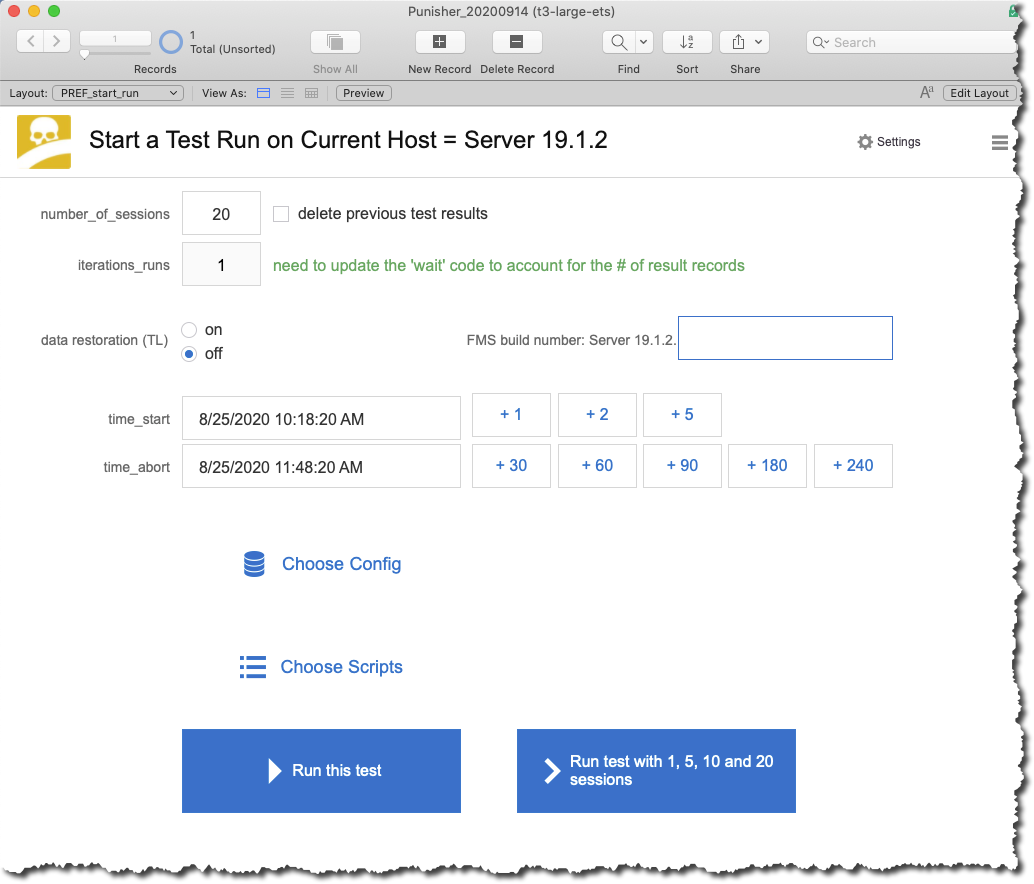 Punisher_20200914 (t3-large-ets)
1
1
Total (Unsorted)
Search
Records
Show All
New Record
Delete Record
Find
Sort
Share
Layout: PREF_start_run View As: Preview Aa Edit Layout
Start a Test Run on Current Host = Server 19.1.2
Settings
number_of_sessions 20 delete previous test results
iterations_runs 1 need to update the 'wait' code to account for the # of result records
on
data restoration (TL) FMS build number: Server 19.1.2.
off
time_start 8/25/2020 10:18:20 AM + 1 + 2 + 5
time_abort 8/25/2020 11:48:20 AM + 30 + 60 + 90 + 180 + 240
Choose Config
Choose Scripts
Run this test
Run test with 1, 5, 10 and 20
sessions